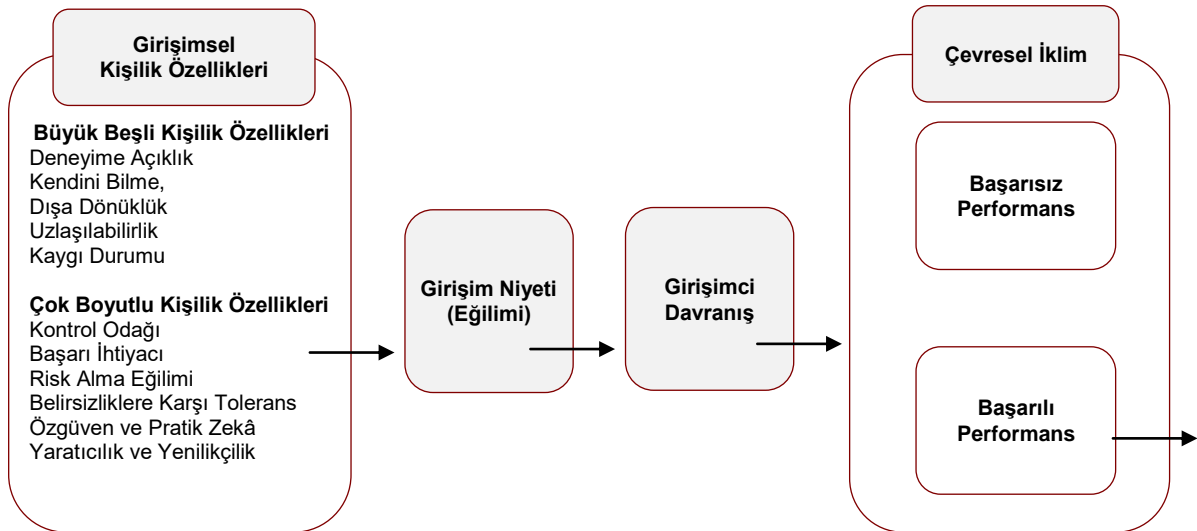 Girişimsel
Kişilik Özellikleri
Büyük Beşli Kişilik Özellikleri
Deneyime Açıklık
Kendini Bilme,
Dışa Dönüklük
Uzlaşılabilirlik
Kaygı Durumu
Çok Boyutlu Kişilik Özellikleri
Kontrol Odağı
Başarı İhtiyacı
Risk Alma Eğilimi
Belirsizliklere Karşı Tolerans
Özgüven ve Pratik Zekâ
Yaratıcılık ve Yenilikçilik
Girişim Niyeti
(Eğilimi)
Girişimci
Davranış
Çevresel İklim
Başarısız
Performans
Başarılı
Performans